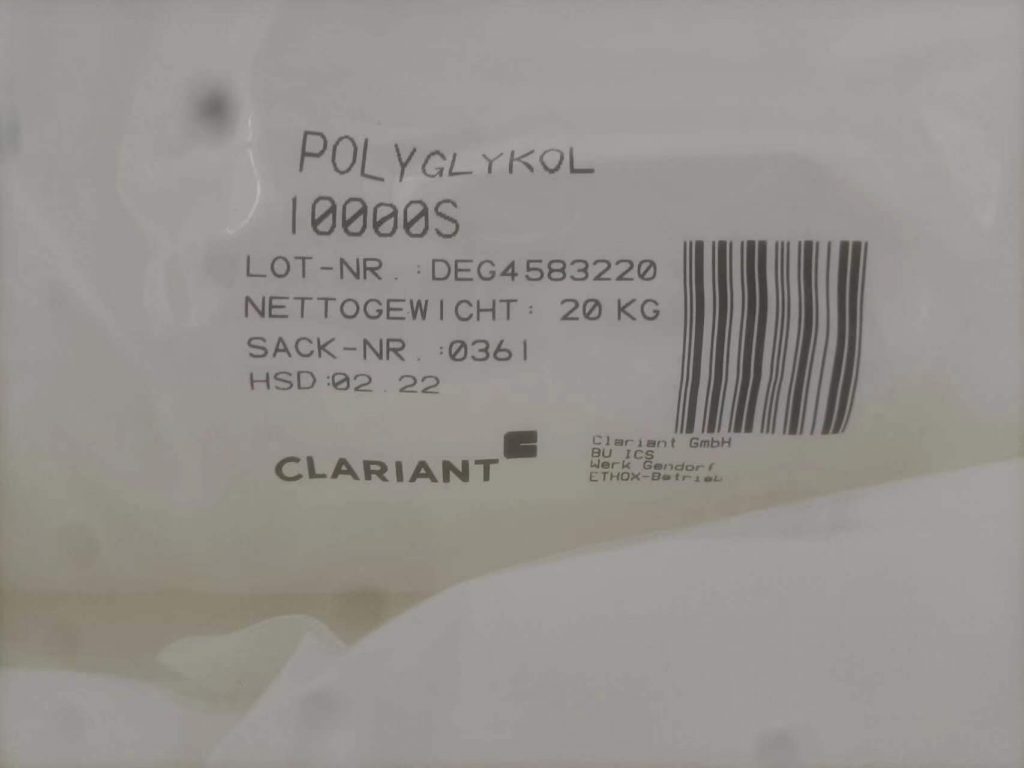 POLYGLYKOL
10000S
LOT-NR. :DEG4583220
NETTOGEWICHT: 20 KG
SACK-NR. :0361
HSD:02.22
CLARIANT
Clariant GmbH
BU ICS
Werk Gendorf
ETHOX-Betrieb